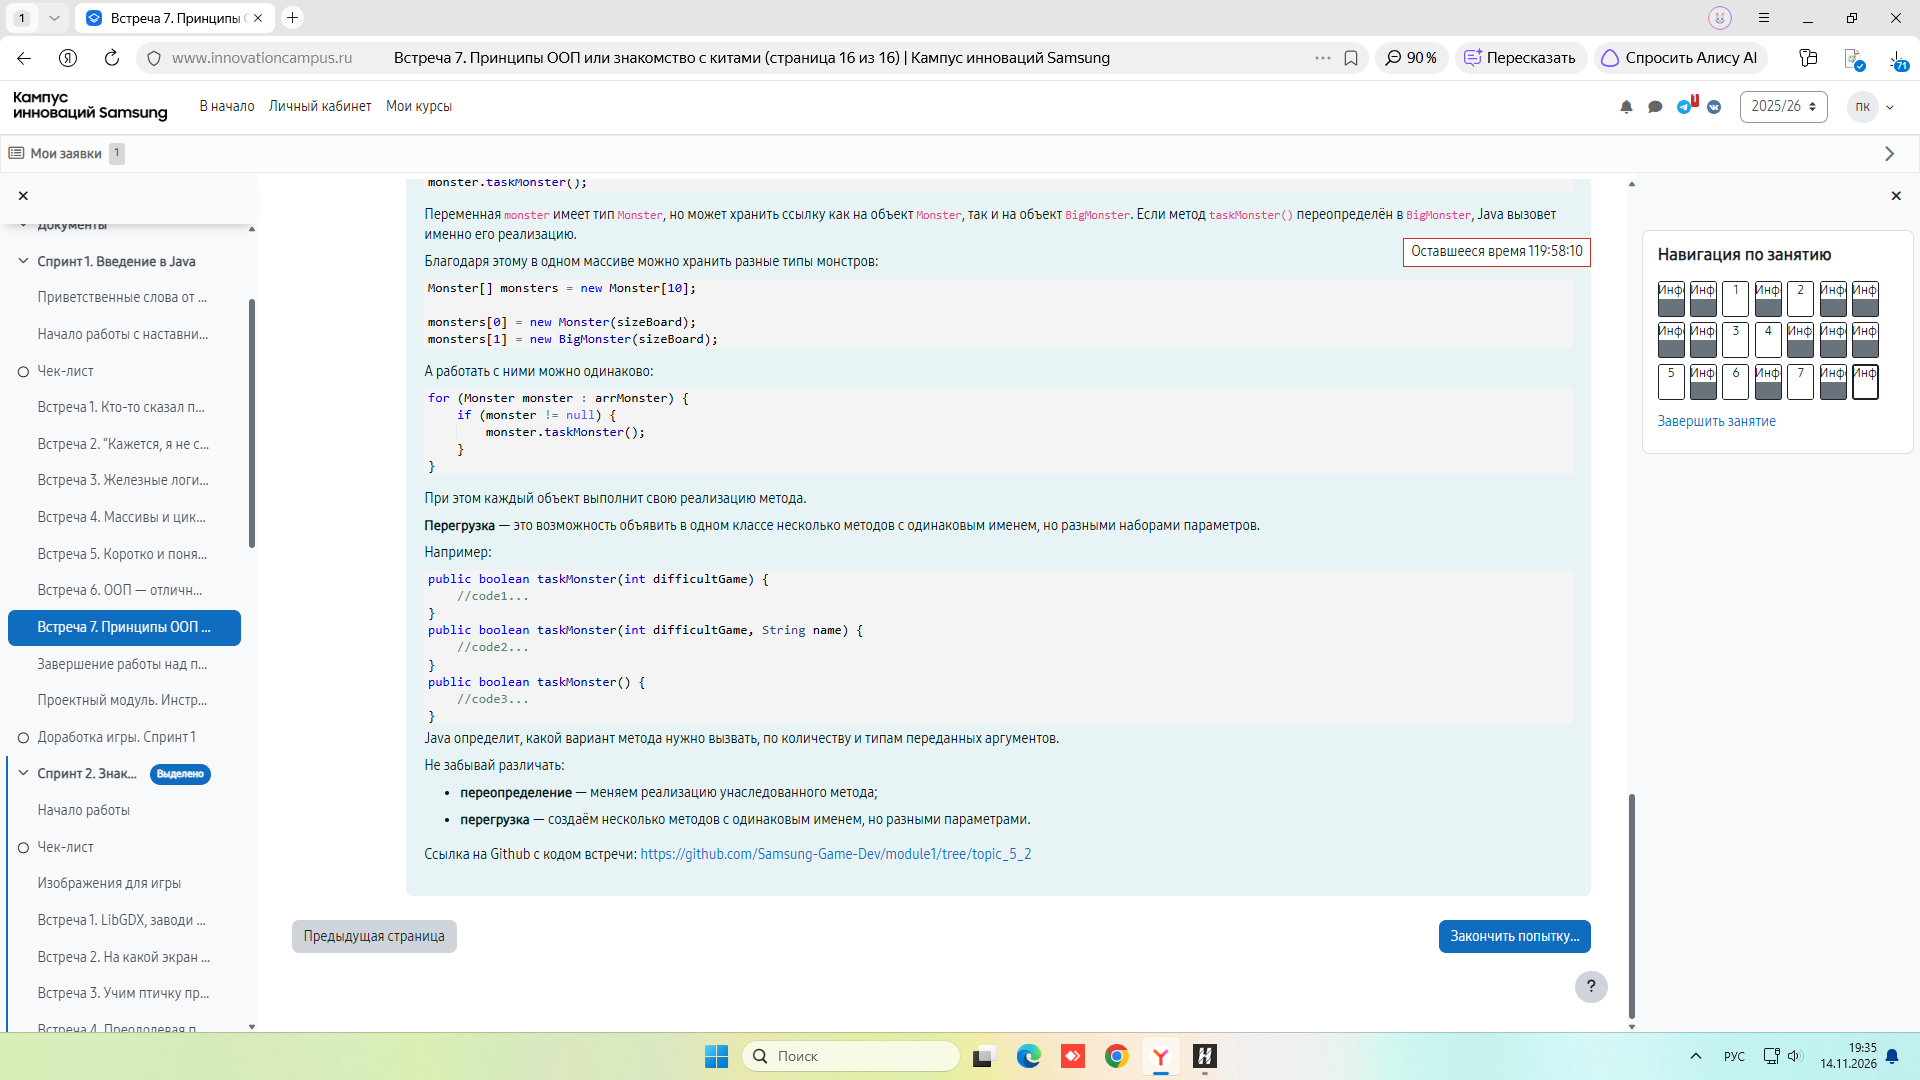 1
Встреча 7. Принципы О
www.innovationcampus.ru
Встреча 7. Принципы ООП или знакомство с китами (страница 16 из 16) | Кампус инноваций Samsung
90 %
Пересказать
Спросить Алису AI
71
Кампус
инноваций Samsung
В начало
Личный кабинет
Мои курсы
1
2025/26
ПК
Мои заявки
1
Документы
Спринт 1. Введение в Java
Приветственные слова от ...
Начало работы с наставни...
Чек-лист
Встреча 1. Кто-то сказал п...
Встреча 2. “Кажется, я не с...
Встреча 3. Железные логи...
Встреча 4. Массивы и цик...
Встреча 5. Коротко и поня...
Встреча 6. ООП — отличн...
Встреча 7. Принципы ООП ...
Завершение работы над п...
Проектный модуль. Инстр...
Доработка игры. Спринт 1
Спринт 2. Знак...
Выделено
Начало работы
Чек-лист
Изображения для игры
Встреча 1. LibGDX, заводи ...
Встреча 2. На какой экран ...
Встреча 3. Учим птичку пр...
Встреча 4. Преодолевая п...
monster.taskMonster();
Переменная monster имеет тип Monster, но может хранить ссылку как на объект Monster, так и на объект BigMonster. Если метод taskMonster() переопределён в BigMonster, Java вызовет
именно его реализацию.
Оставшееся время 119:58:10
Благодаря этому в одном массиве можно хранить разные типы монстров:
Monster[] monsters = new Monster[10];
monsters[0] = new Monster(sizeBoard);
monsters[1] = new BigMonster(sizeBoard);
А работать с ними можно одинаково:
for (Monster monster : arrMonster) {
if (monster != null) {
monster.taskMonster();
}
}
При этом каждый объект выполнит свою реализацию метода.
Перегрузка — это возможность объявить в одном классе несколько методов с одинаковым именем, но разными наборами параметров.
Например:
public boolean taskMonster(int difficultGame) {
//code1...
}
public boolean taskMonster(int difficultGame, String name) {
//code2...
}
public boolean taskMonster() {
//code3...
}
Java определит, какой вариант метода нужно вызвать, по количеству и типам переданных аргументов.
Не забывай различать:
• переопределение — меняем реализацию унаследованного метода;
• перегрузка — создаём несколько методов с одинаковым именем, но разными параметрами.
Ссылка на Github с кодом встречи: https://github.com/Samsung-Game-Dev/module1/tree/topic_5_2
Предыдущая страница
Закончить попытку...
?
Навигация по занятию
Инф Инф 1 Инф 2 Инф Инф
Инф Инф 3 4 Инф Инф Инф
5 Инф 6 Инф 7 Инф Инф
Завершить занятие
Поиск
РУС
19:35
14.11.2026